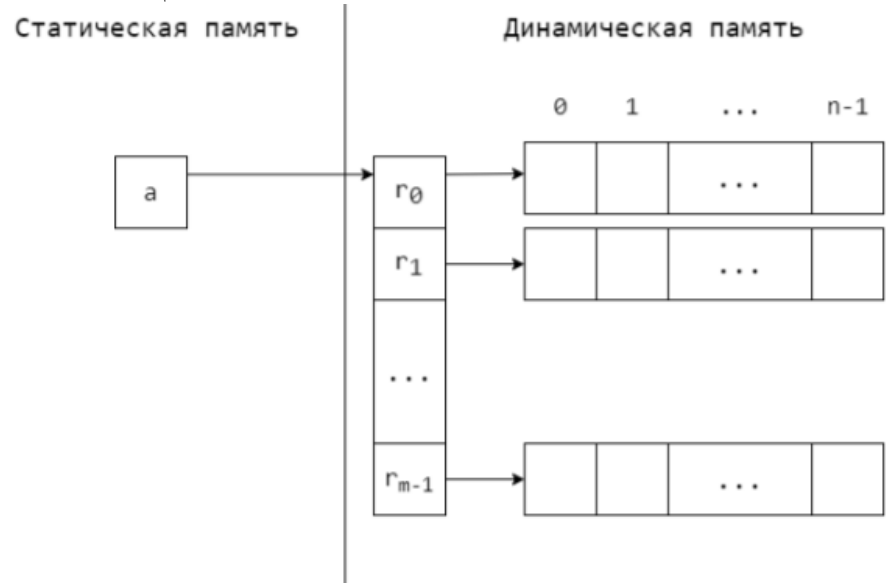 Статическая память
Динамическая память
0 1 ... n-1
a
r0
...
r1
...
...
rm-1
...